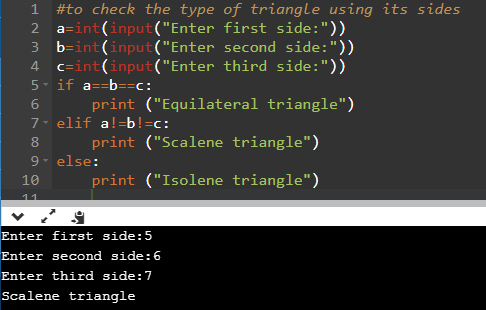 1 #to check the type of triangle using its sides
2 a=int(input("Enter first side:"))
3 b=int(input("Enter second side:"))
4 c=int(input("Enter third side:"))
5 if a==b==c:
6     print ("Equilateral triangle")
7 elif a!=b!=c:
8     print ("Scalene triangle")
9 else:
10     print ("Isolene triangle")
11
Enter first side:5
Enter second side:6
Enter third side:7
Scalene triangle